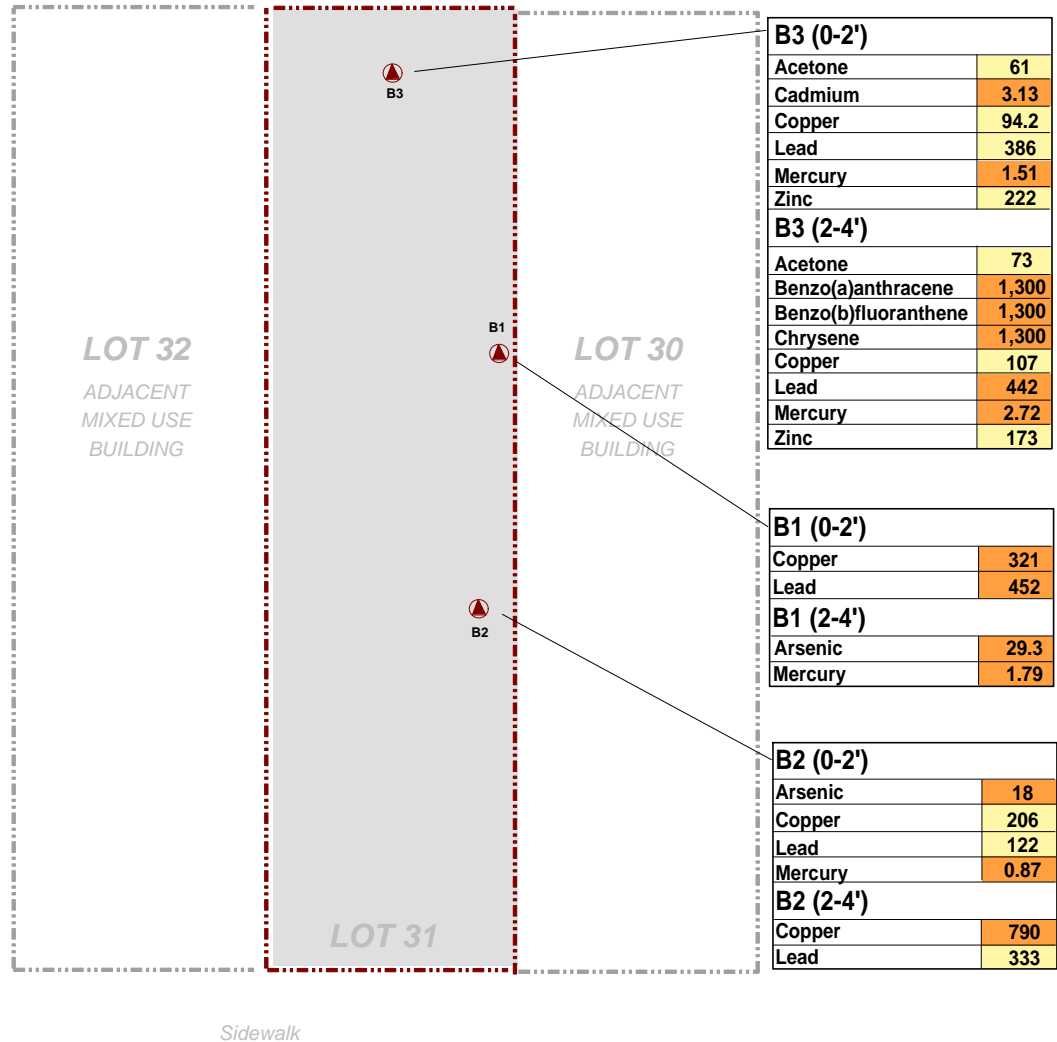 B3
B1
B2
LOT 32
ADJACENT
MIXED USE
BUILDING
LOT 30
ADJACENT
MIXED USE
BUILDING
LOT 31
Sidewalk
B3 (0-2')
Acetone 61
Cadmium 3.13
Copper 94.2
Lead 386
Mercury 1.51
Zinc 222
B3 (2-4')
Acetone 73
Benzo(a)anthracene 1,300
Benzo(b)fluoranthene 1,300
Chrysene 1,300
Copper 107
Lead 442
Mercury 2.72
Zinc 173
B1 (0-2')
Copper 321
Lead 452
B1 (2-4')
Arsenic 29.3
Mercury 1.79
B2 (0-2')
Arsenic 18
Copper 206
Lead 122
Mercury 0.87
B2 (2-4')
Copper 790
Lead 333